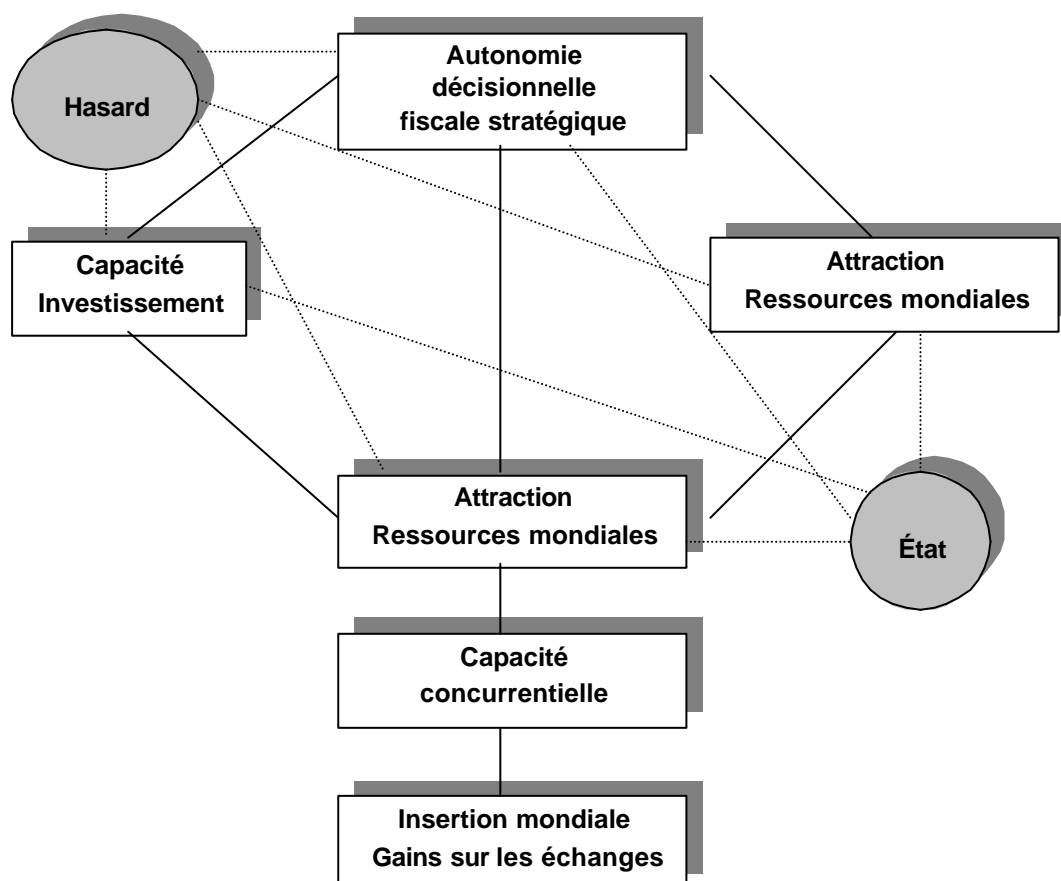 Hasard
Autonomie
décisionnelle
fiscale stratégique
Capacité
Investissement
Attraction
Ressources mondiales
Attraction
Ressources mondiales
État
Capacité
concurrentielle
Insertion mondiale
Gains sur les échanges